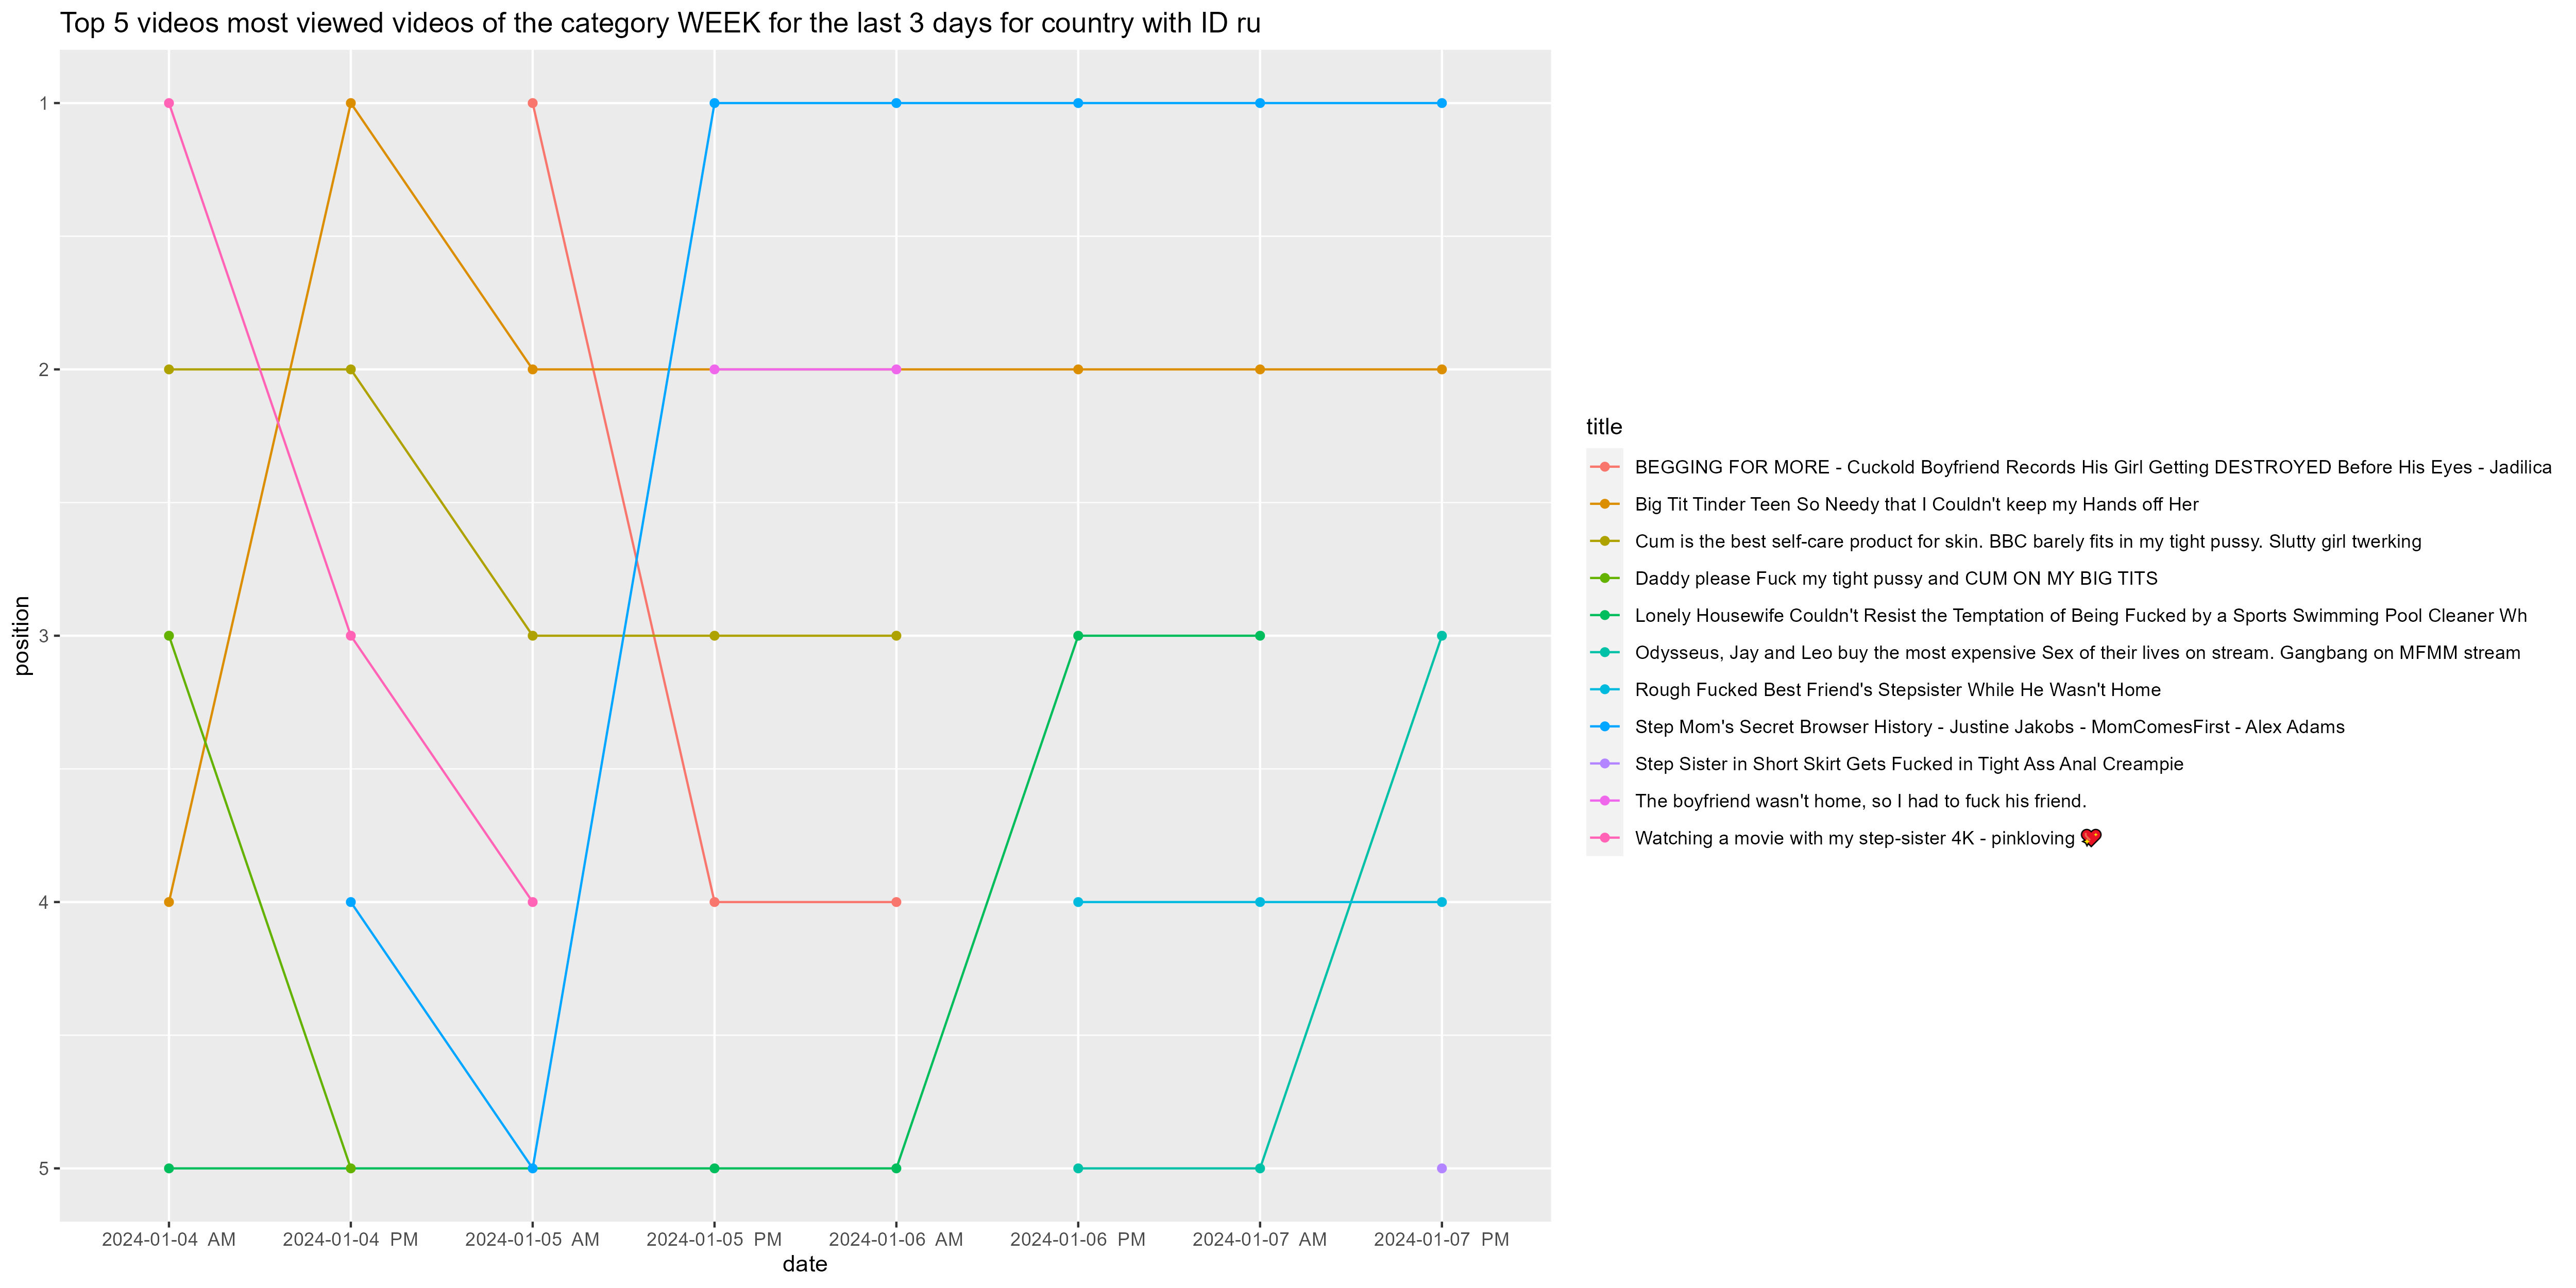 Top 5 videos most viewed videos of the category WEEK for the last 3 days for country with ID ru
position
1
2
3
4
5
2024-01-04 AM
2024-01-04 PM
2024-01-05 AM
2024-01-05 PM
2024-01-06 AM
2024-01-06 PM
2024-01-07 AM
2024-01-07 PM
date
title
BEGGING FOR MORE - Cuckold Boyfriend Records His Girl Getting DESTROYED Before His Eyes - Jadilica
Big Tit Tinder Teen So Needy that I Couldn't keep my Hands off Her
Cum is the best self-care product for skin. BBC barely fits in my tight pussy. Slutty girl twerking
Daddy please Fuck my tight pussy and CUM ON MY BIG TITS
Lonely Housewife Couldn't Resist the Temptation of Being Fucked by a Sports Swimming Pool Cleaner Wh
Odysseus, Jay and Leo buy the most expensive Sex of their lives on stream. Gangbang on MFMM stream
Rough Fucked Best Friend's Stepsister While He Wasn't Home
Step Mom's Secret Browser History - Justine Jakobs - MomComesFirst - Alex Adams
Step Sister in Short Skirt Gets Fucked in Tight Ass Anal Creampie
The boyfriend wasn't home, so I had to fuck his friend.
Watching a movie with my step-sister 4K - pinkloving 💖